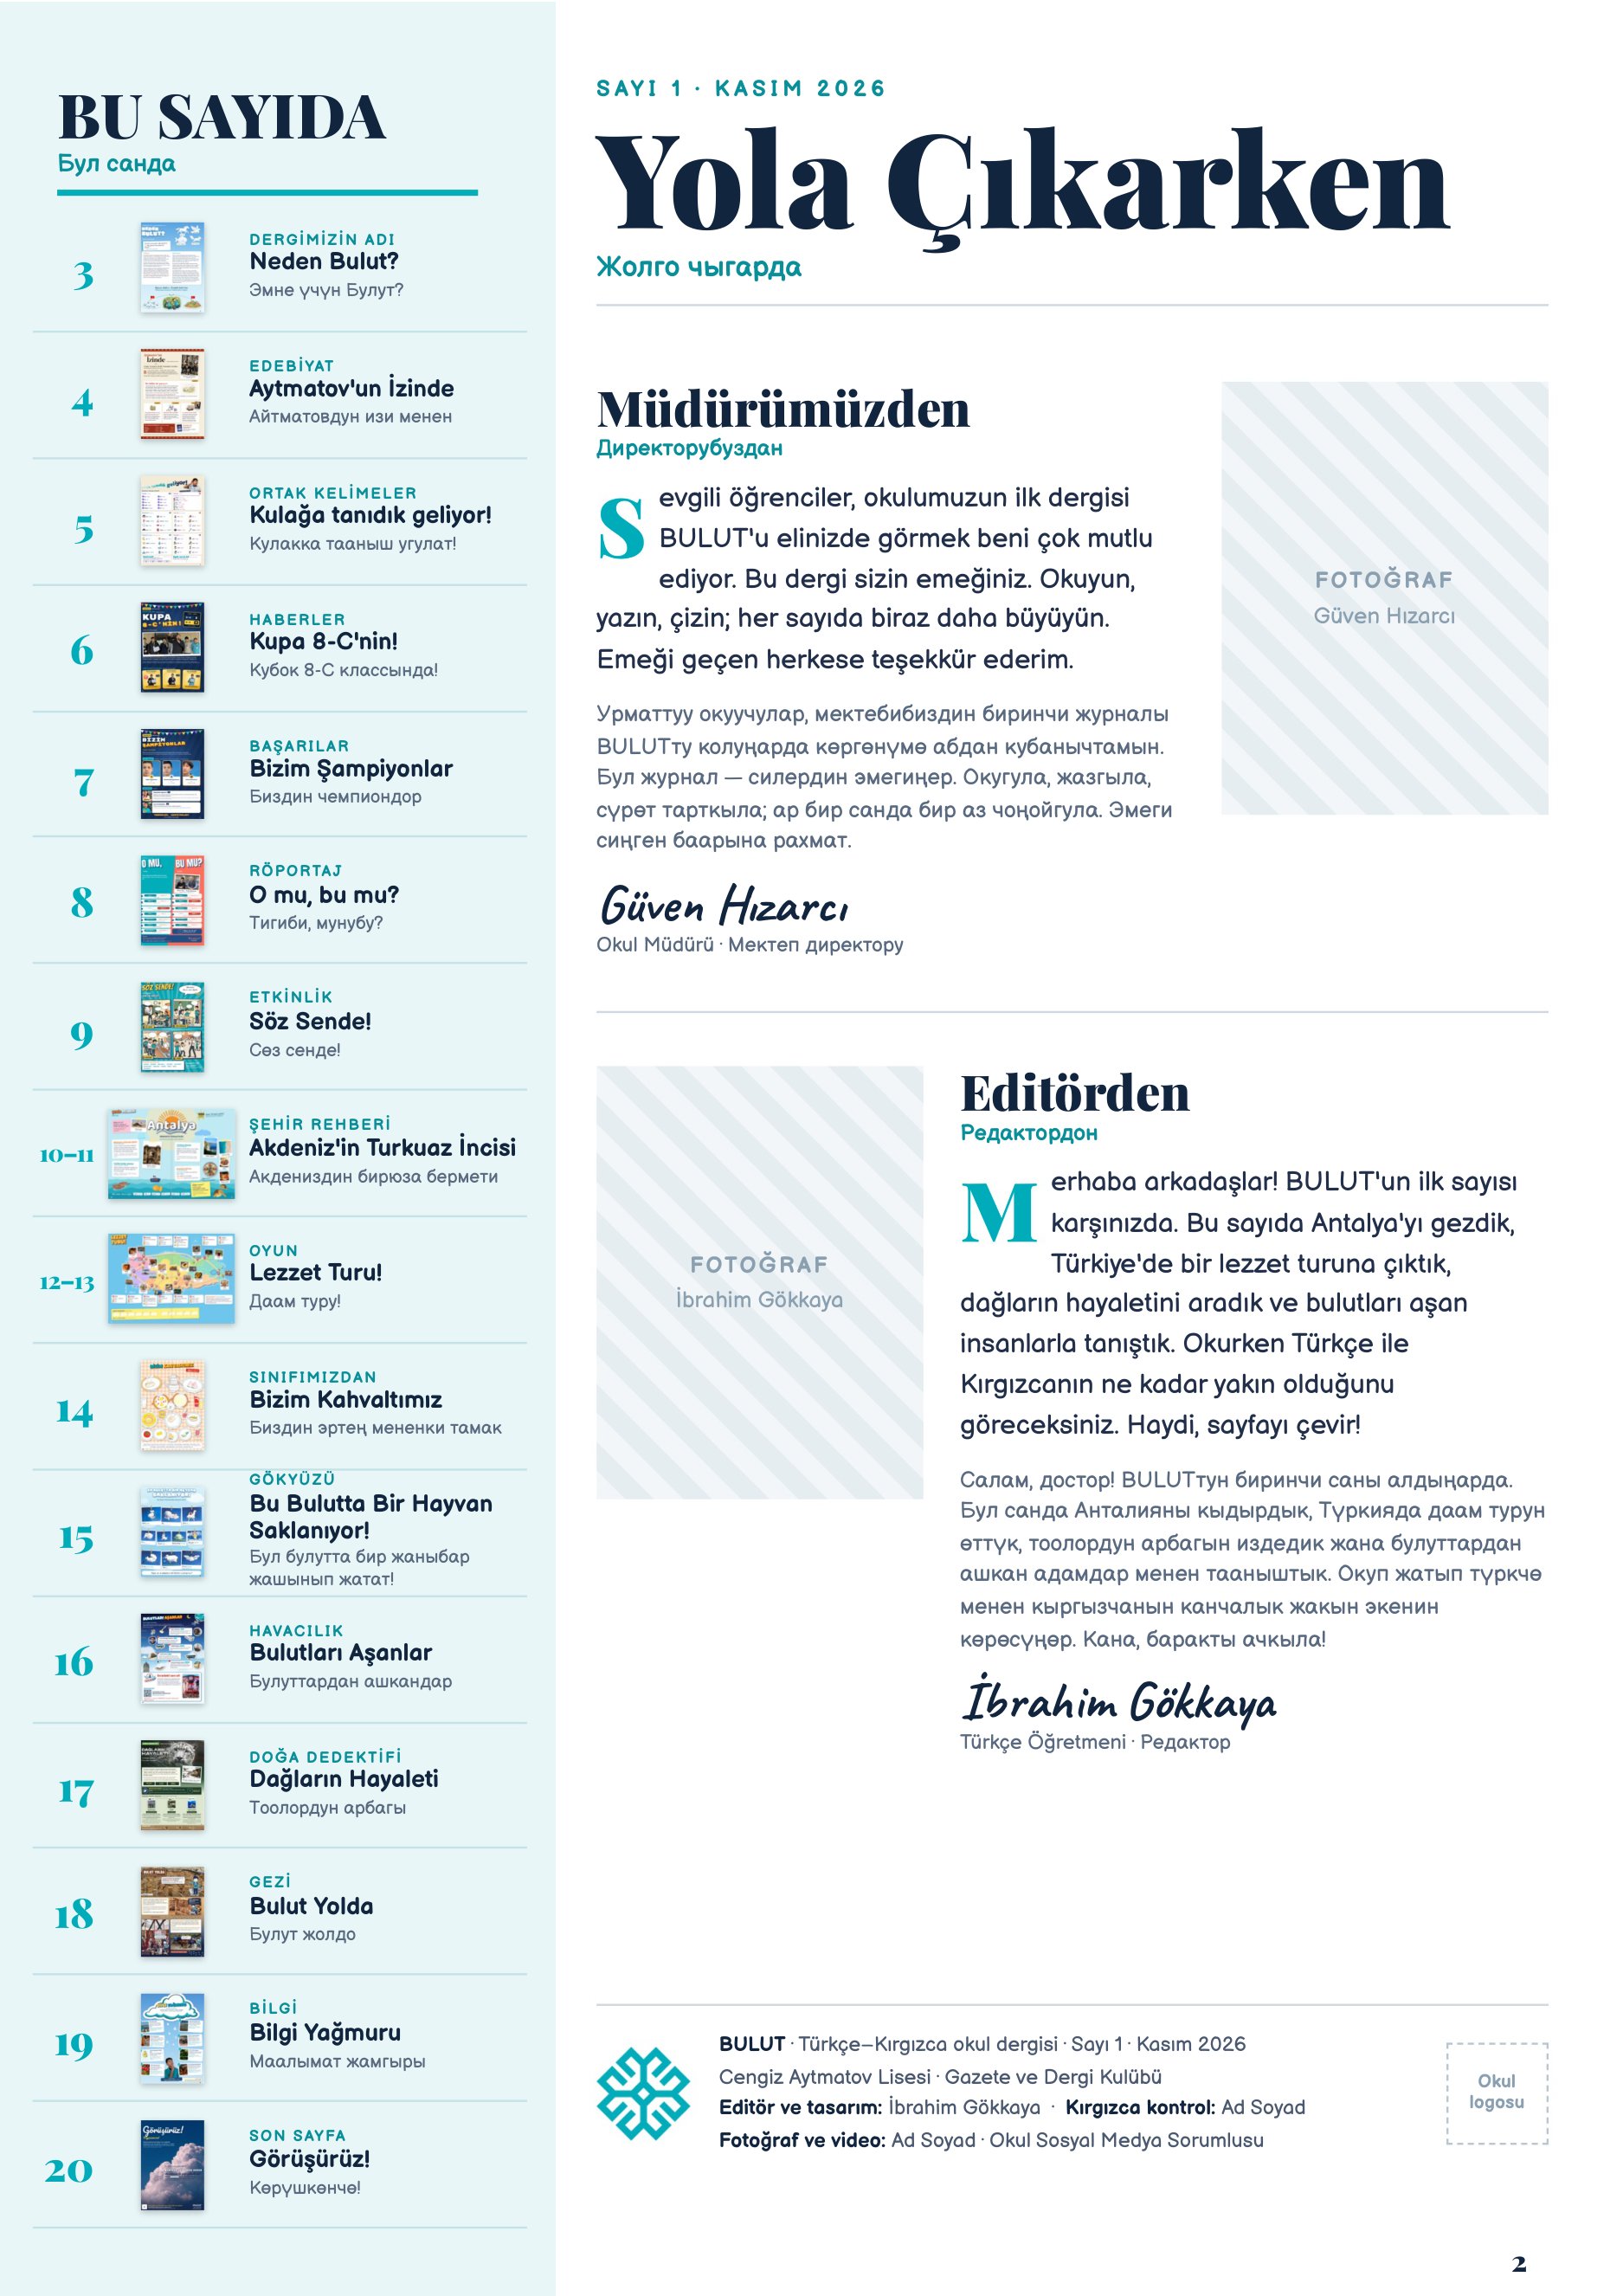 BU SAYIDA
Бул санда
3
DERGİMİZİN ADI
Neden Bulut?
Эмне үчүн Булут?
4
EDEBİYAT
Aytmatov'un İzinde
Айтматовдун изи менен
5
ORTAK KELİMELER
Kulağa tanıdık geliyor!
Кулакка тааныш угулат!
6
HABERLER
Kupa 8-C'nin!
Кубок 8-С классында!
7
BAŞARILAR
Bizim Şampiyonlar
Биздин чемпиондор
8
RÖPORTAJ
O mu, bu mu?
Тигиби, мунубу?
9
ETKİNLİK
Söz Sende!
Сөз сенде!
10–11
ŞEHİR REHBERİ
Akdeniz'in Turkuaz İncisi
Акдениздин бирюза бермети
12–13
OYUN
Lezzet Turu!
Даам туру!
14
SINIFIMIZDAN
Bizim Kahvaltımız
Биздин эртең мененки тамак
15
GÖKYÜZÜ
Bu Bulutta Bir Hayvan
Saklanıyor!
Бул булутта бир жаныбар
жашынып жатат!
16
HAVACILIK
Bulutları Aşanlar
Булуттардан ашкандар
17
DOĞA DEDEKTİFİ
Dağların Hayaleti
Тоолордун арбагы
18
GEZİ
Bulut Yolda
Булут жолдо
19
BİLGİ
Bilgi Yağmuru
Маалымат жамгыры
20
SON SAYFA
Görüşürüz!
Көрүшкөнчө!
SAYI 1 · KASIM 2026
Yola Çıkarken
Жолго чыгарда
Müdürümüzden
Директорубуздан
Sevgili öğrenciler, okulumuzun ilk dergisi
BULUT'u elinizde görmek beni çok mutlu
ediyor. Bu dergi sizin emeğiniz. Okuyun,
yazın, çizin; her sayıda biraz daha büyüyün.
Emeği geçen herkese teşekkür ederim.
Урматтуу окуучулар, мектебибиздин биринчи журналы
BULUTту колуңарда көргөнүмө абдан кубанычтамын.
Бул журнал — силердин эмегиңер. Окугула, жазгыла,
сүрөт тарткыла; ар бир санда бир аз чоңойгула. Эмеги
сиңген баарына рахмат.
Güven Hızarcı
Okul Müdürü · Мектеп директору
FOTOĞRAF
Güven Hızarcı
FOTOĞRAF
İbrahim Gökkaya
Editörden
Редактордон
Merhaba arkadaşlar! BULUT'un ilk sayısı
karşınızda. Bu sayıda Antalya'yı gezdik,
Türkiye'de bir lezzet turuna çıktık,
dağların hayaletini aradık ve bulutları aşan
insanlarla tanıştık. Okurken Türkçe ile
Kırgızcanın ne kadar yakın olduğunu
göreceksiniz. Haydi, sayfayı çevir!
Салам, достор! BULUTтун биринчи саны алдыңарда.
Бул санда Анталияны кыдырдык, Түркияда даам турун
өттүк, тоолордун арбагын издедик жана булуттардан
ашкан адамдар менен тааныштык. Окуп жатып түркчө
менен кыргызчанын канчалык жакын экенин
көрөсүңөр. Кана, баракты ачкыла!
İbrahim Gökkaya
Türkçe Öğretmeni · Редактор
BULUT · Türkçe–Kırgızca okul dergisi · Sayı 1 · Kasım 2026
Cengiz Aytmatov Lisesi · Gazete ve Dergi Kulübü
Editör ve tasarım: İbrahim Gökkaya · Kırgızca kontrol: Ad Soyad
Fotoğraf ve video: Ad Soyad · Okul Sosyal Medya Sorumlusu
Okul
logosu
2